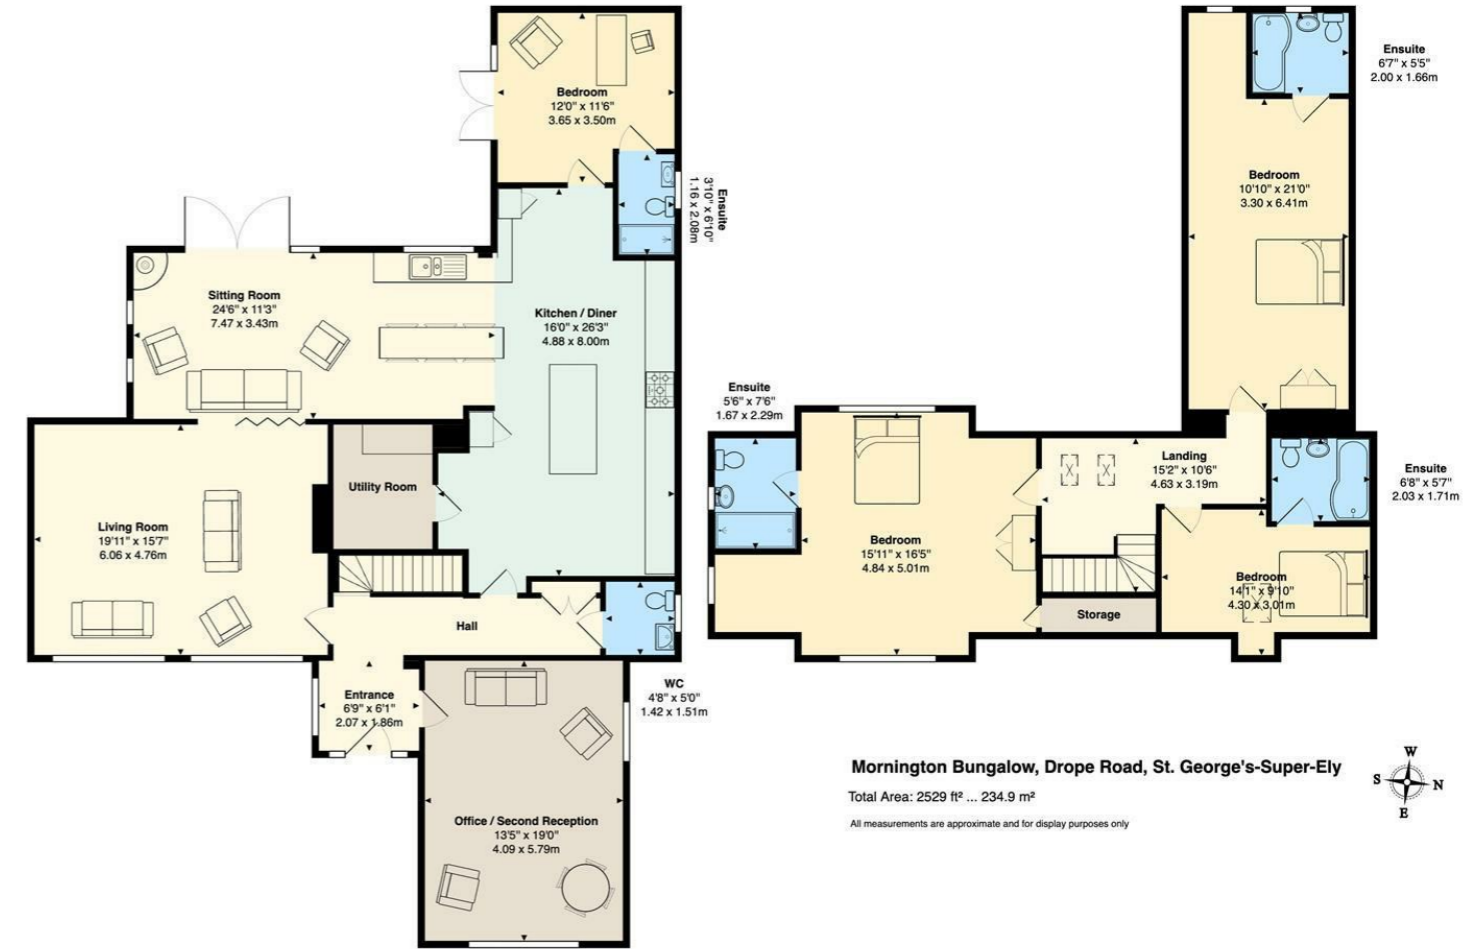 Bedroom
12'0" x 11'6"
3.65 x 3.50m
Ensuite
3'10" x 6'10"
1.16 x 2.08m
Sitting Room
24'6" x 11'3"
7.47 x 3.43m
Kitchen / Diner
16'0" x 26'3"
4.88 x 8.00m
Utility Room
Living Room
19'11" x 15'7"
6.06 x 4.76m
Hall
WC
4'8" x 5'0"
1.42 x 1.51m
Entrance
6'9" x 6'1"
2.07 x 1.86m
Office / Second Reception
13'5" x 19'0"
4.09 x 5.79m
Ensuite
6'7" x 5'5"
2.00 x 1.66m
Bedroom
10'10" x 21'0"
3.30 x 6.41m
Ensuite
5'6" x 7'6"
1.67 x 2.29m
Landing
15'2" x 10'6"
4.63 x 3.19m
Ensuite
6'8" x 5'7"
2.03 x 1.71m
Bedroom
15'11" x 16'5"
4.84 x 5.01m
Bedroom
14'1" x 9'10"
4.30 x 3.01m
Storage
Mornington Bungalow, Drope Road, St. George's-Super-Ely
Total Area: 2529 ft² ... 234.9 m²
All measurements are approximate and for display purposes only
W
S
N
E